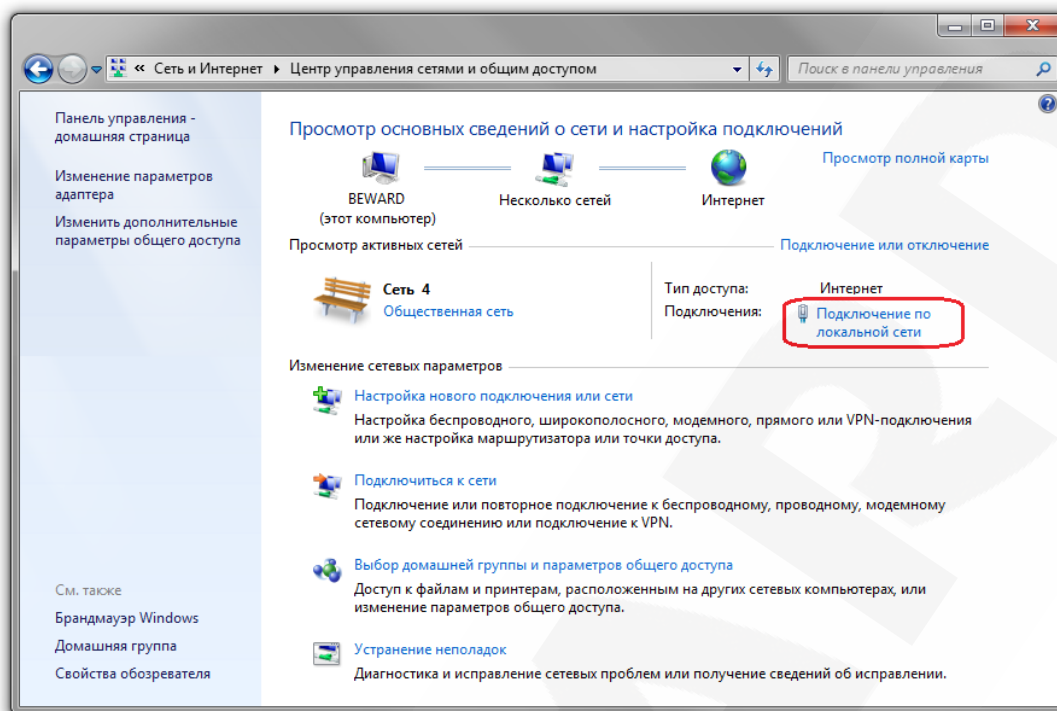 « Сеть и Интернет ▸ Центр управления сетями и общим доступом
Поиск в панели управления
Панель управления -
домашняя страница
Изменение параметров
адаптера
Изменить дополнительные
параметры общего доступа
См. также
Брандмауэр Windows
Домашняя группа
Свойства обозревателя
Просмотр основных сведений о сети и настройка подключений
Просмотр полной карты
BEWARD
(этот компьютер)
Несколько сетей
Интернет
Просмотр активных сетей
Подключение или отключение
Сеть 4
Общественная сеть
Тип доступа: Интернет
Подключения: Подключение по
локальной сети
Изменение сетевых параметров
Настройка нового подключения или сети
Настройка беспроводного, широкополосного, модемного, прямого или VPN-подключения
или же настройка маршрутизатора или точки доступа.
Подключиться к сети
Подключение или повторное подключение к беспроводному, проводному, модемному
сетевому соединению или подключение к VPN.
Выбор домашней группы и параметров общего доступа
Доступ к файлам и принтерам, расположенным на других сетевых компьютерах, или
изменение параметров общего доступа.
Устранение неполадок
Диагностика и исправление сетевых проблем или получение сведений об исправлении.